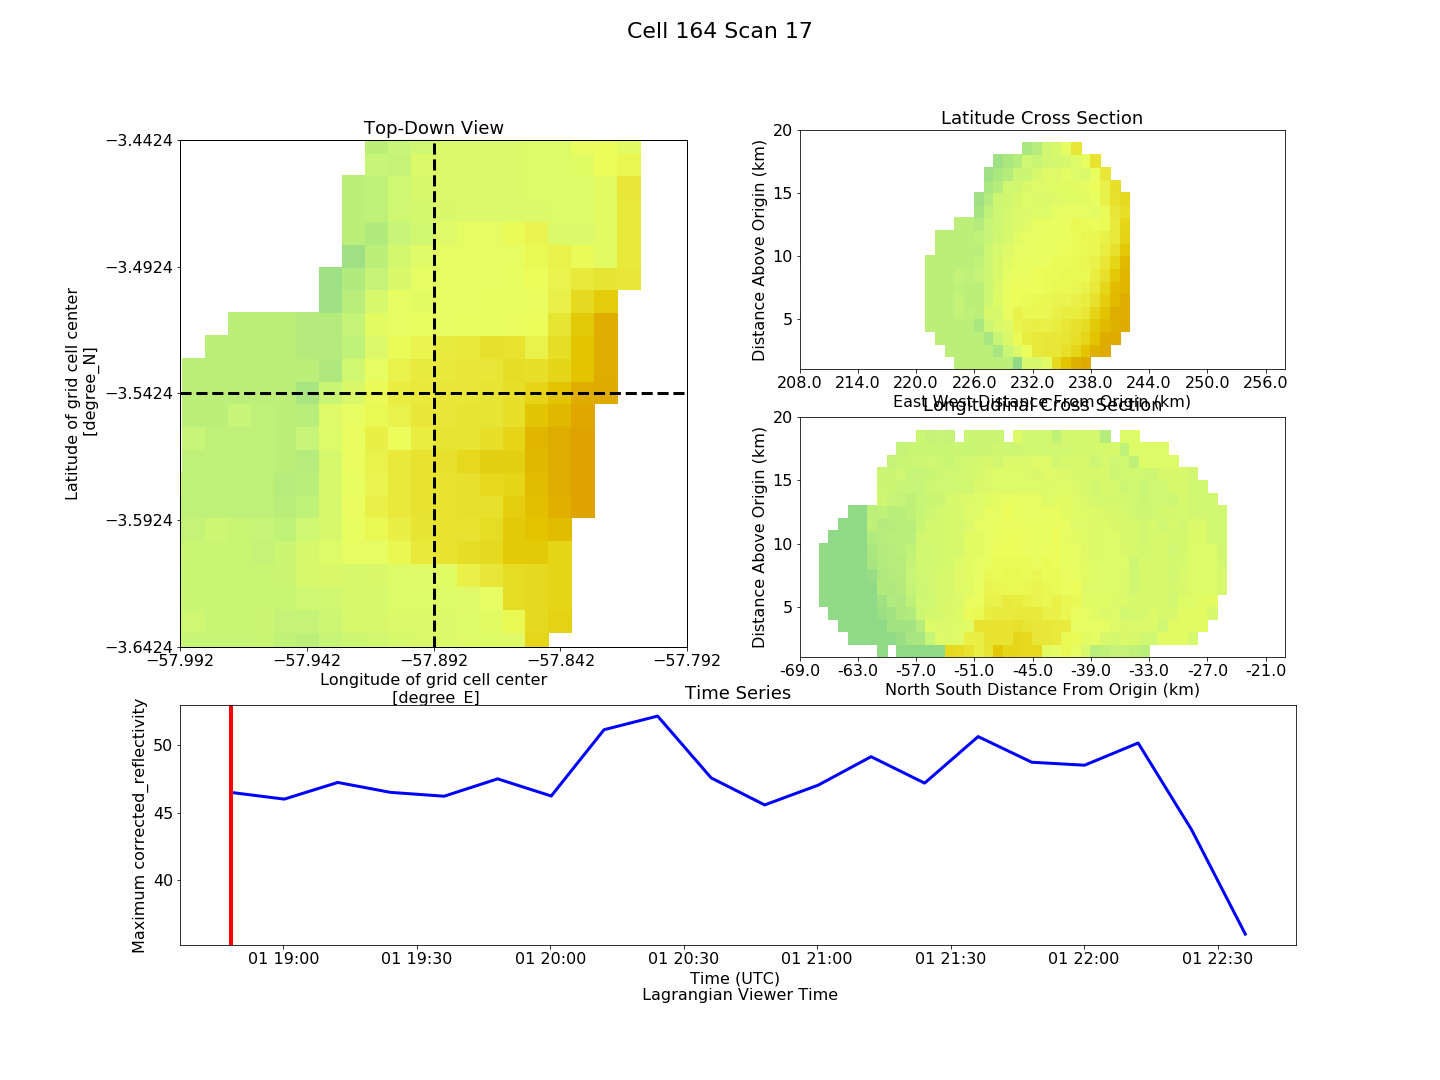 Cell 164 Scan 17
Top-Down View
−3.4424
−3.4924
−3.5424
−3.5924
−3.6424
Latitude of grid cell center
[degree_N]
−57.992
−57.942
−57.892
−57.842
−57.792
Longitude of grid cell center
[degree_E]
Latitude Cross Section
20
15
10
5
Distance Above Origin (km)
208.0
214.0
220.0
226.0
232.0
238.0
244.0
250.0
256.0
East West Distance From Origin (km)
Longitudinal Cross Section
20
15
10
5
Distance Above Origin (km)
-69.0
-63.0
-57.0
-51.0
-45.0
-39.0
-33.0
-27.0
-21.0
North South Distance From Origin (km)
Time Series
50
45
40
Maximum corrected_reflectivity
01 19:00
01 19:30
01 20:00
01 20:30
01 21:00
01 21:30
01 22:00
01 22:30
Time (UTC)
Lagrangian Viewer Time